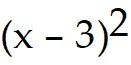 (x – 3)²